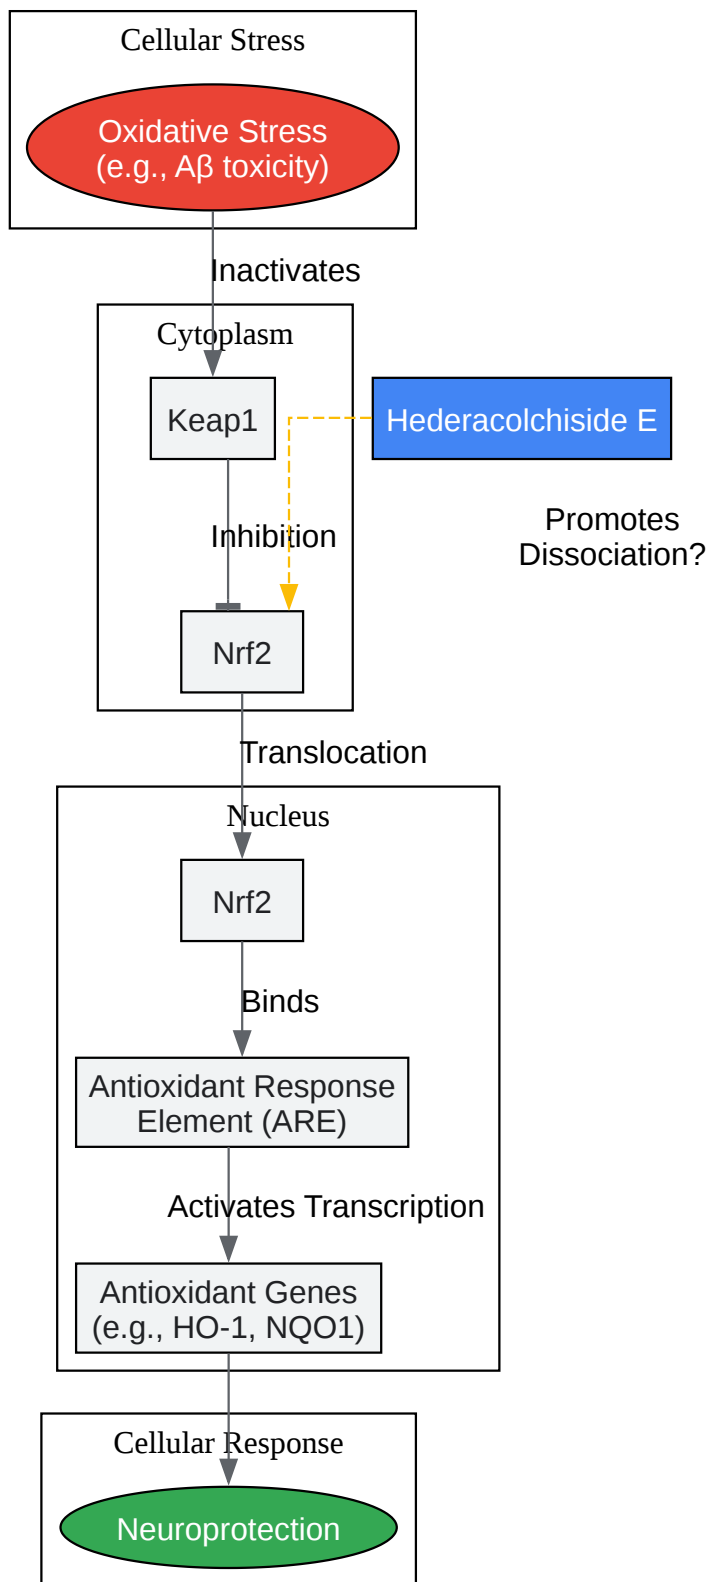 Cellular Stress
Oxidative Stress
(e.g., Aβ toxicity)
Inactivates
Cytoplasm
Keap1
Hederacolchiside E
Inhibition
Promotes
Dissociation?
Nrf2
Translocation
Nucleus
Nrf2
Binds
Antioxidant Response
Element (ARE)
Activates Transcription
Antioxidant Genes
(e.g., HO-1, NQO1)
Cellular Response
Neuroprotection